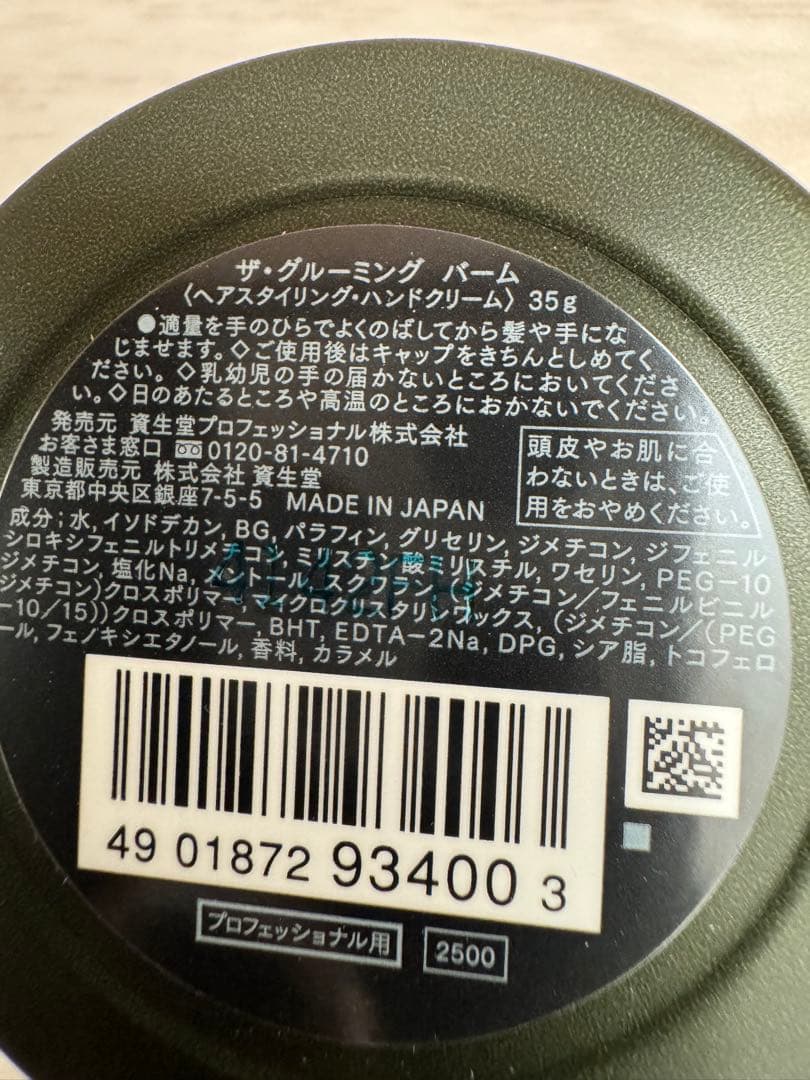 ザ・グルーミング バーム
〈ヘアスタイリング・ハンドクリーム〉 35g
●適量を手のひらでよくのばしてから髪や手にな
じませます。◇ご使用後はキャップをきちんとしめてく
ださい。◇乳幼児の手の届かないところにおいてくださ
い。◇日のあたるところや高温のところにおかないでください。
発売元 資生堂プロフェッショナル株式会社
お客さま窓口 0120-81-4710
製造販売元 株式会社 資生堂
東京都中央区銀座7-5-5 MADE IN JAPAN
頭皮やお肌に合
わないときは、ご使
用をおやめください。
成分；水, イソドデカン, BG, パラフィン, グリセリン, ジメチコン, ジフェニル
シロキシフェニルトリメチコン, ミリスチン酸ミリスチル, ワセリン, PEG-10
ジメチコン, 塩化Na, メントール, スクワラン, (ジメチコン/フェニルビニル
ジメチコン)クロスポリマー, マイクロクリスタリンワックス, (ジメチコン/(PEG
-10/15))クロスポリマー, BHT, EDTA-2Na, DPG, シア脂, トコフェロ
ール, フェノキシエタノール, 香料, カラメル
49 01872 93400 3
プロフェッショナル用
2500